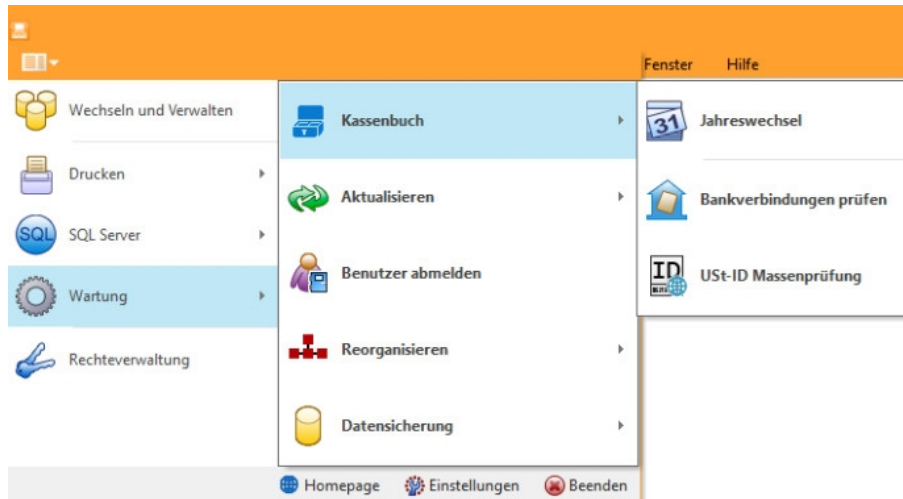 Fenster Hilfe
Wechseln und Verwalten
Drucken
SQL
SQL Server
Wartung
Rechteverwaltung
Kassenbuch
Aktualisieren
Benutzer abmelden
Reorganisieren
Datensicherung
31
Jahreswechsel
Bankverbindungen prüfen
ID
USt-ID Massenprüfung
Homepage Einstellungen Beenden